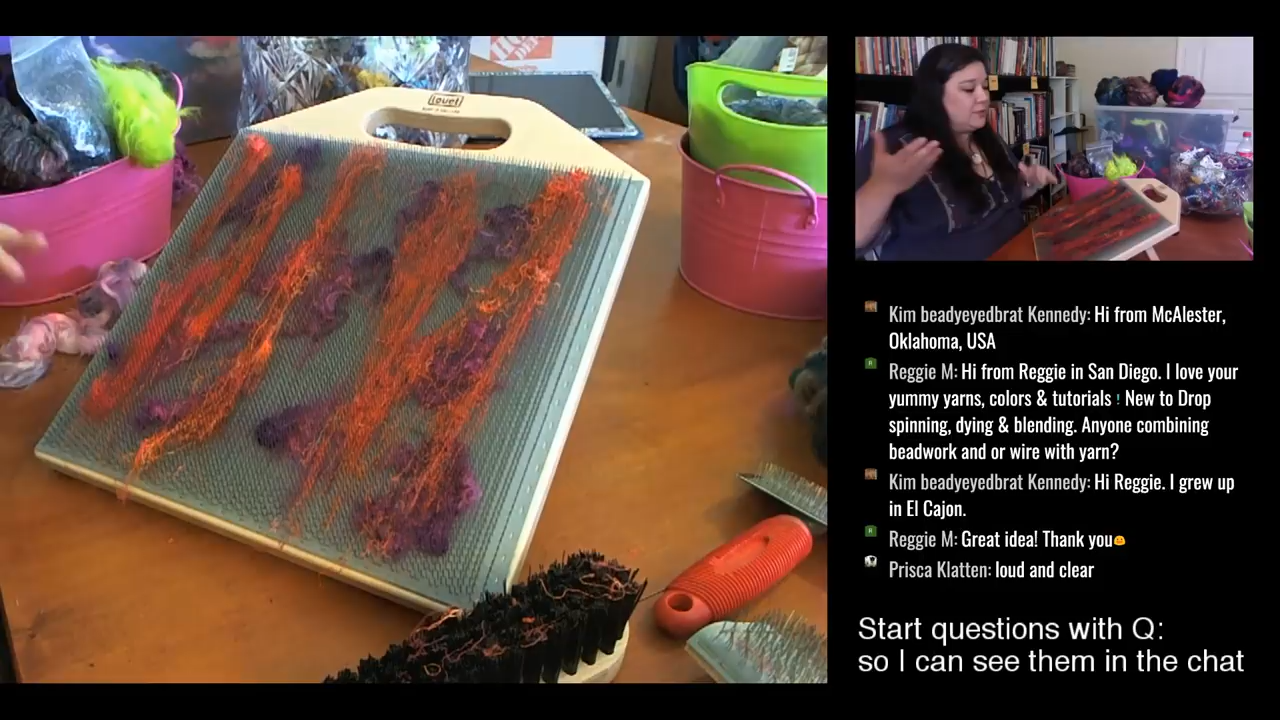 Louet
Kim beadyeyedbrat Kennedy: Hi from McAlester,
Oklahoma, USA
Reggie M: Hi from Reggie in San Diego. I love your
yummy yarns, colors & tutorials ! New to Drop
spinning, dying & blending. Anyone combining
beadwork and or wire with yarn?
Kim beadyeyedbrat Kennedy: Hi Reggie. I grew up
in El Cajon.
Reggie M: Great idea! Thank you🙂
Prisca Klatten: loud and clear
Start questions with Q:
so I can see them in the chat